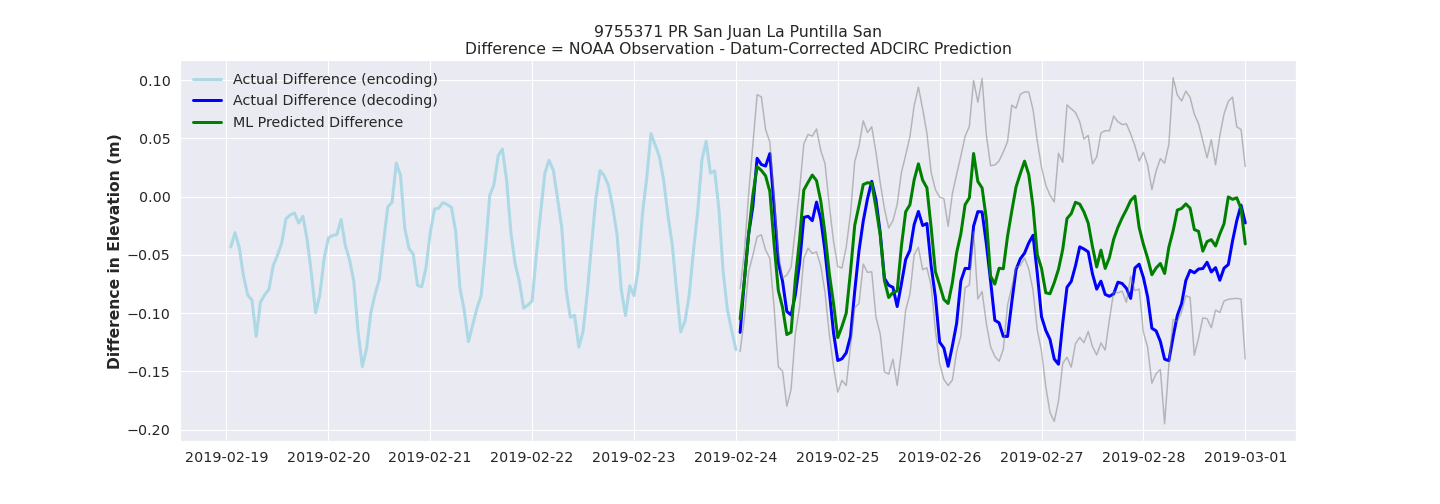 9755371 PR San Juan La Puntilla San
Difference = NOAA Observation - Datum-Corrected ADCIRC Prediction
Actual Difference (encoding)
Actual Difference (decoding)
ML Predicted Difference
Difference in Elevation (m)
0.10
0.05
0.00
−0.05
−0.10
−0.15
−0.20
2019-02-19 2019-02-20 2019-02-21 2019-02-22 2019-02-23 2019-02-24 2019-02-25 2019-02-26 2019-02-27 2019-02-28 2019-03-01